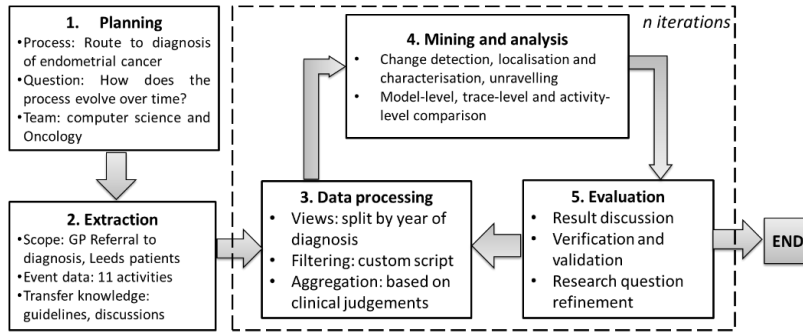 1. Planning
•Process: Route to diagnosis
of endometrial cancer
•Question: How does the
process evolve over time?
•Team: computer science and
Oncology
2. Extraction
•Scope: GP Referral to
diagnosis, Leeds patients
•Event data: 11 activities
•Transfer knowledge:
guidelines, discussions
n iterations
4. Mining and analysis
• Change detection, localisation and
characterisation, unravelling
• Model-level, trace-level and activity-
level comparison
3. Data processing
• Views: split by year of
diagnosis
• Filtering: custom script
• Aggregation: based on
clinical judgements
5. Evaluation
• Result discussion
• Verification and
validation
• Research question
refinement
END